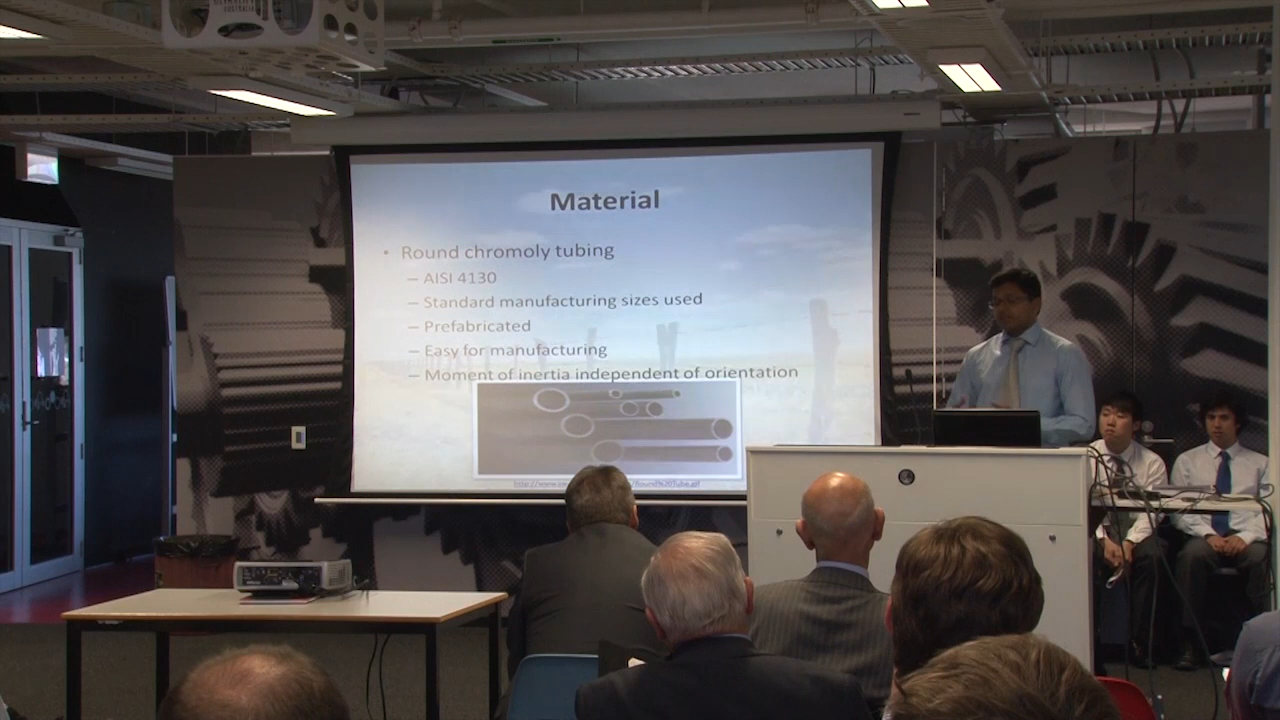 Material
• Round chromoly tubing
– AISI 4130
– Standard manufacturing sizes used
– Prefabricated
– Easy for manufacturing
– Moment of inertia independent of orientation